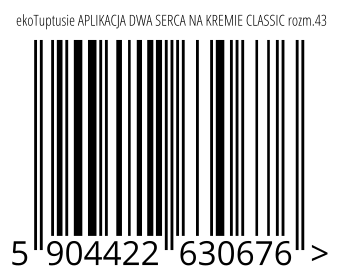 ekoTuptusie APLIKACJA DWA SERCA NA KREMIE CLASSIC rozm.43
5 904422 630676 >